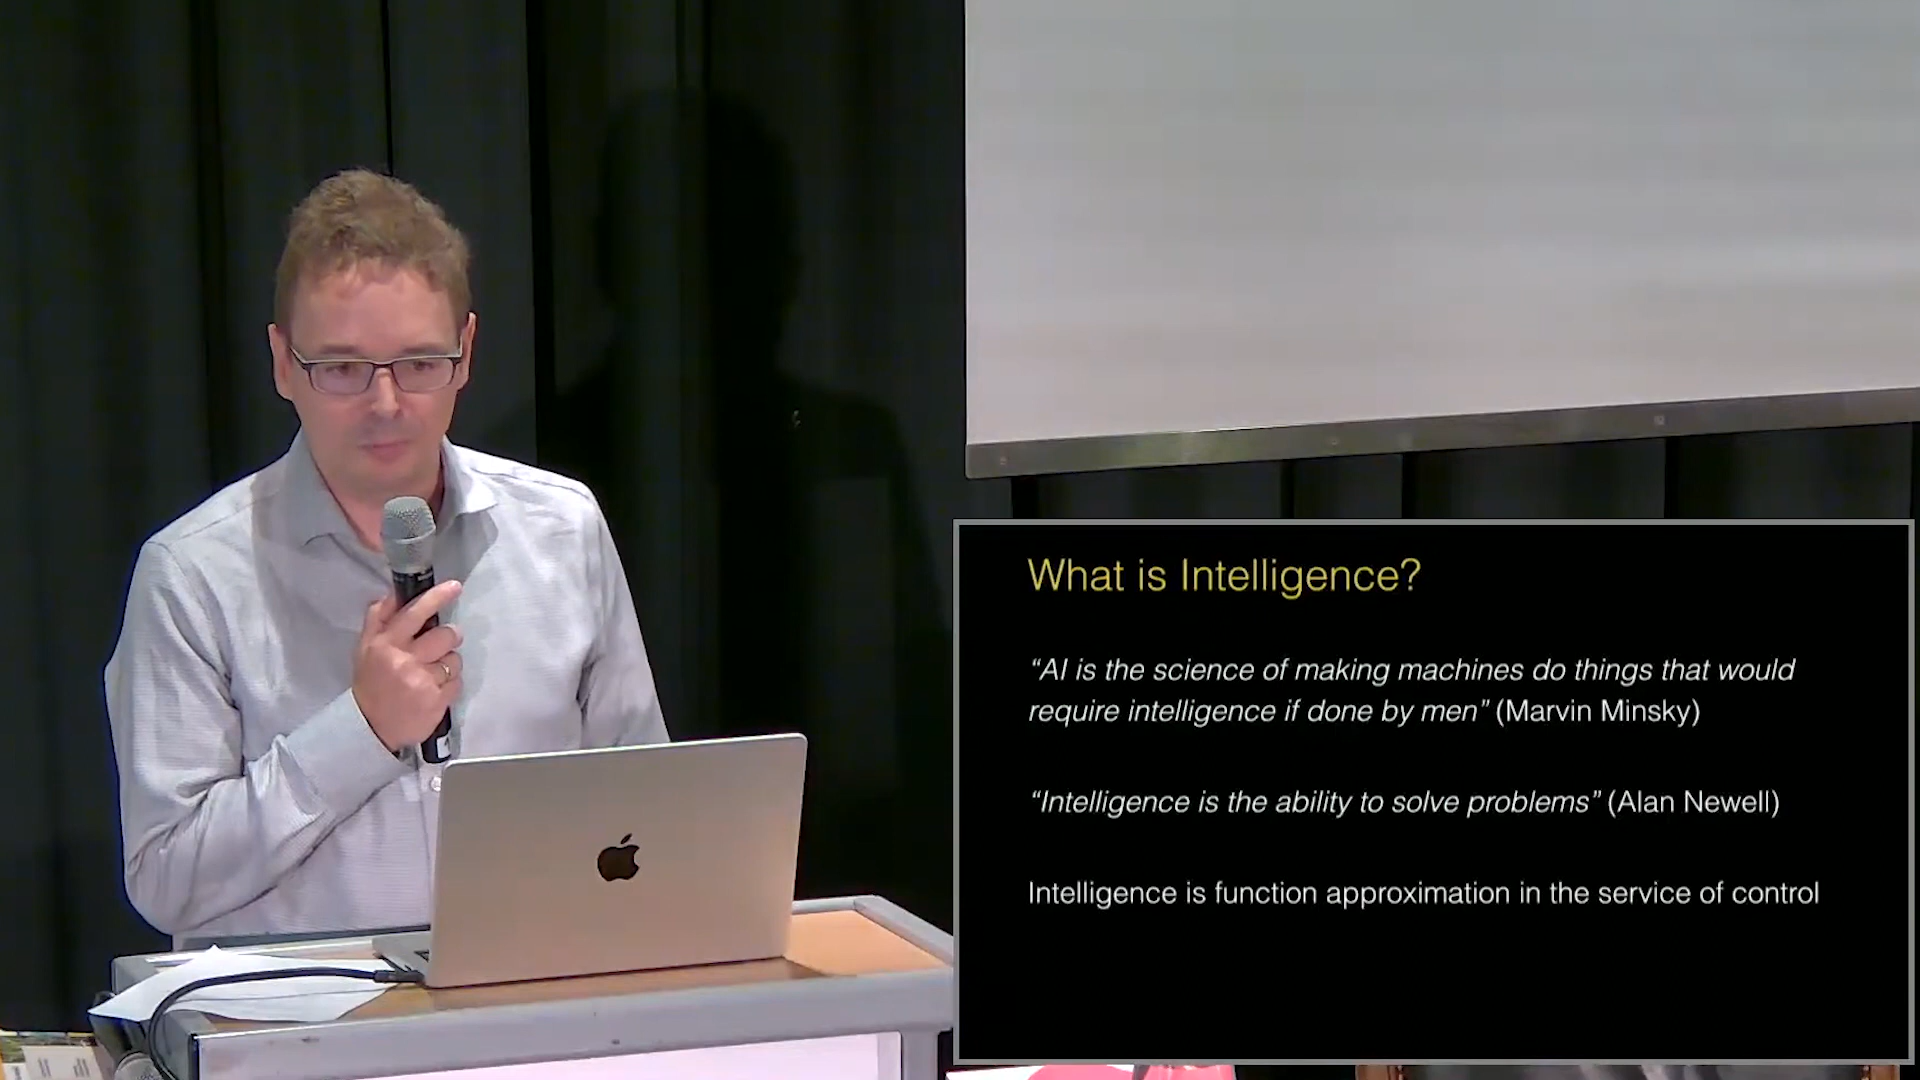 What is Intelligence?
“AI is the science of making machines do things that would
require intelligence if done by men” (Marvin Minsky)
“Intelligence is the ability to solve problems” (Alan Newell)
Intelligence is function approximation in the service of control